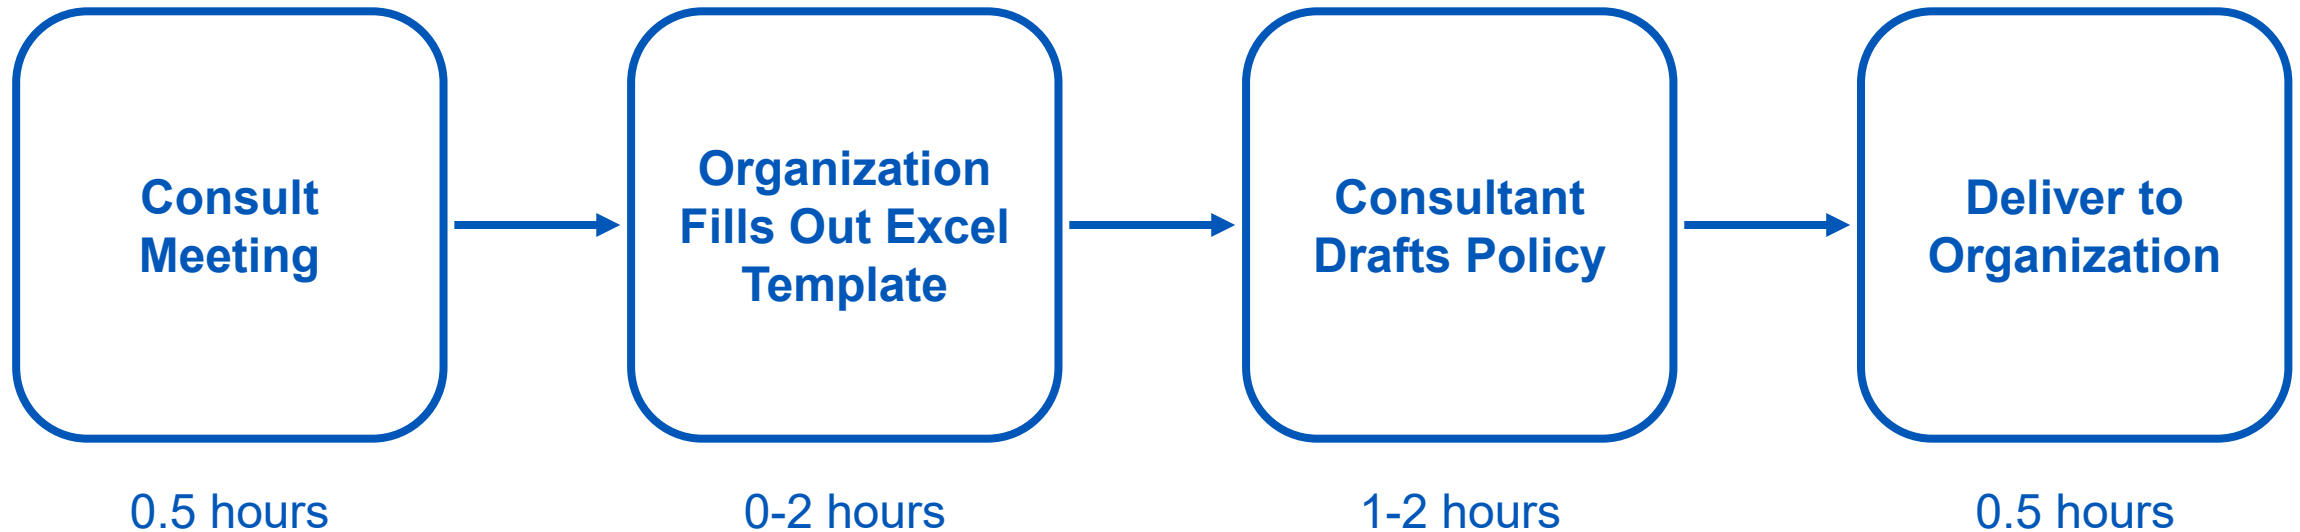 Consult
Meeting
Organization
Fills Out Excel
Template
Consultant
Drafts Policy
Deliver to
Organization
0.5 hours
0-2 hours
1-2 hours
0.5 hours